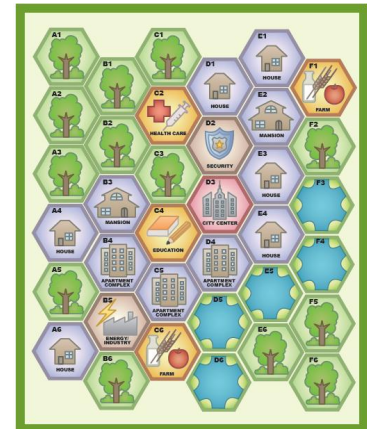 A1
C1
E1
HOUSE
B1
D1
HOUSE
F1
FARM
A2
C2
HEALTH CARE
E2
MANSION
B2
D2
SECURITY
F2
A3
C3
E3
HOUSE
B3
MANSION
D3
CITY CENTER
F3
A4
HOUSE
C4
EDUCATION
E4
HOUSE
B4
APARTMENT
COMPLEX
D4
APARTMENT
COMPLEX
F4
A5
C5
APARTMENT
COMPLEX
E5
B5
ENERGY/
INDUSTRY
D5
F5
A6
HOUSE
C6
FARM
E6
B6
D6
F6